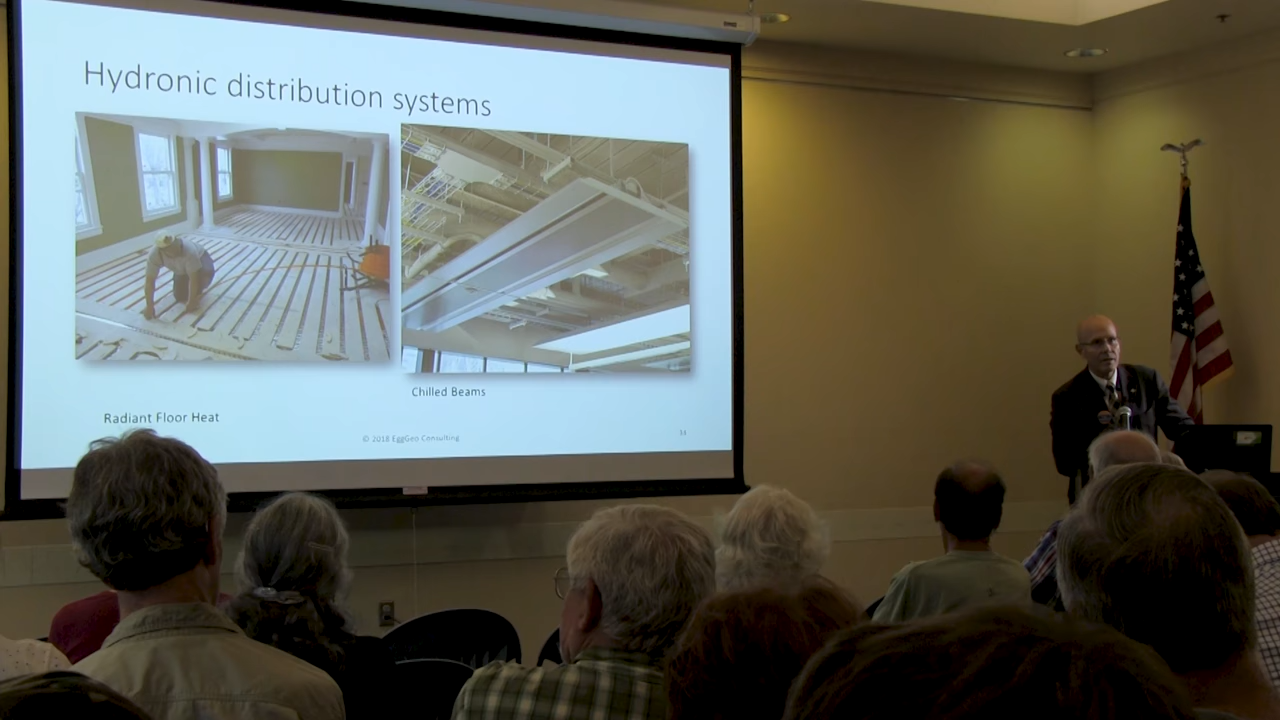 Hydronic distribution systems
Chilled Beams
Radiant Floor Heat
© 2018 EggGeo Consulting